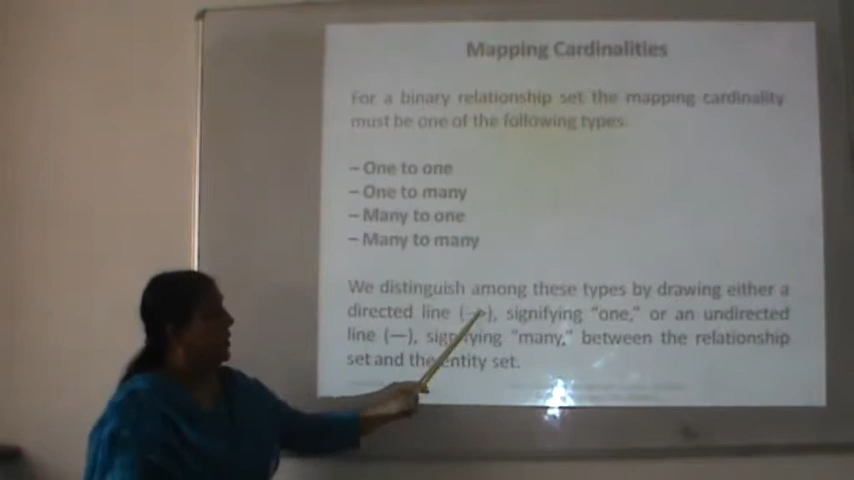 Mapping Cardinalities
For a binary relationship set the mapping cardinality
must be one of the following types:
– One to one
– One to many
– Many to one
– Many to many
We distinguish among these types by drawing either a
directed line (→), signifying “one,” or an undirected
line (—), signifying “many,” between the relationship
set and the entity set.